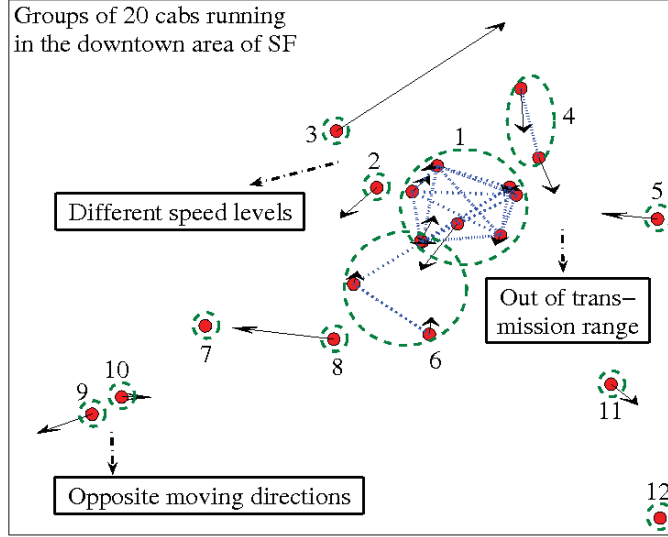 Groups of 20 cabs running
in the downtown area of SF
4
3
1
2
5
Different speed levels
Out of trans-
mission range
7
8
6
10
9
11
Opposite moving directions
12